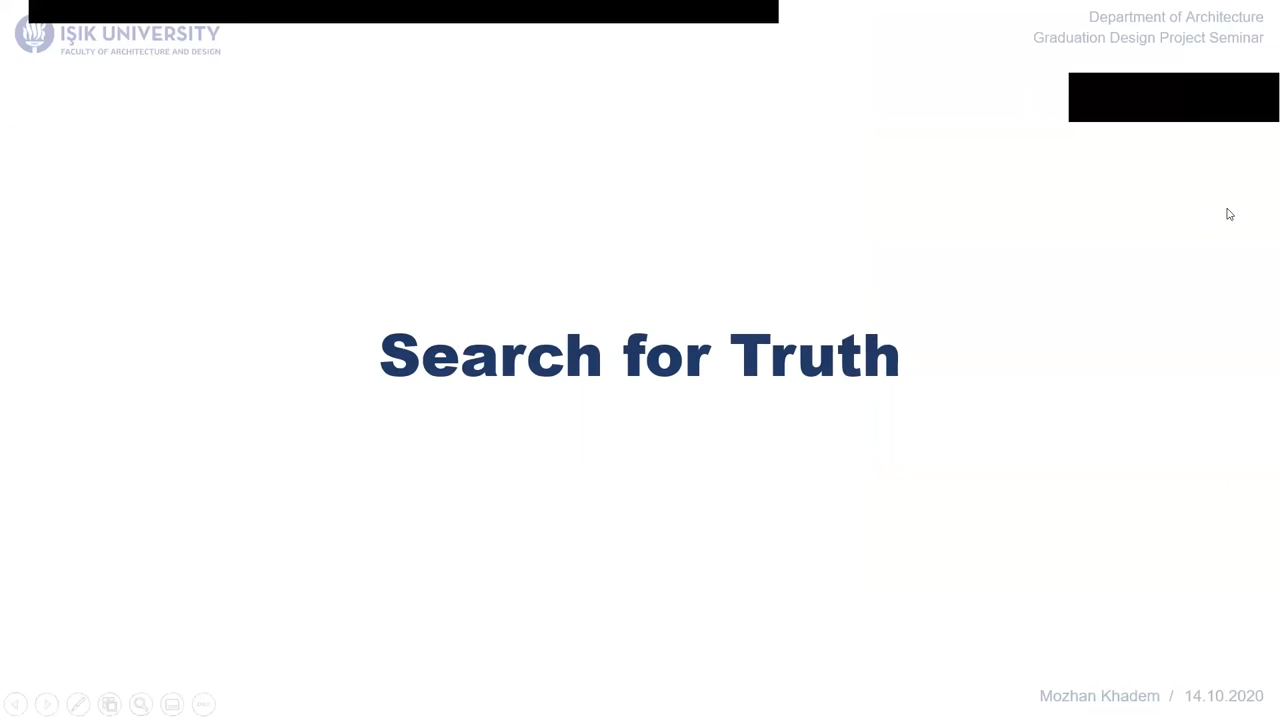 IŞIK UNIVERSITY
FACULTY OF ARCHITECTURE AND DESIGN
Department of Architecture
Graduation Design Project Seminar
Search for Truth
Mozhan Khadem / 14.10.2020